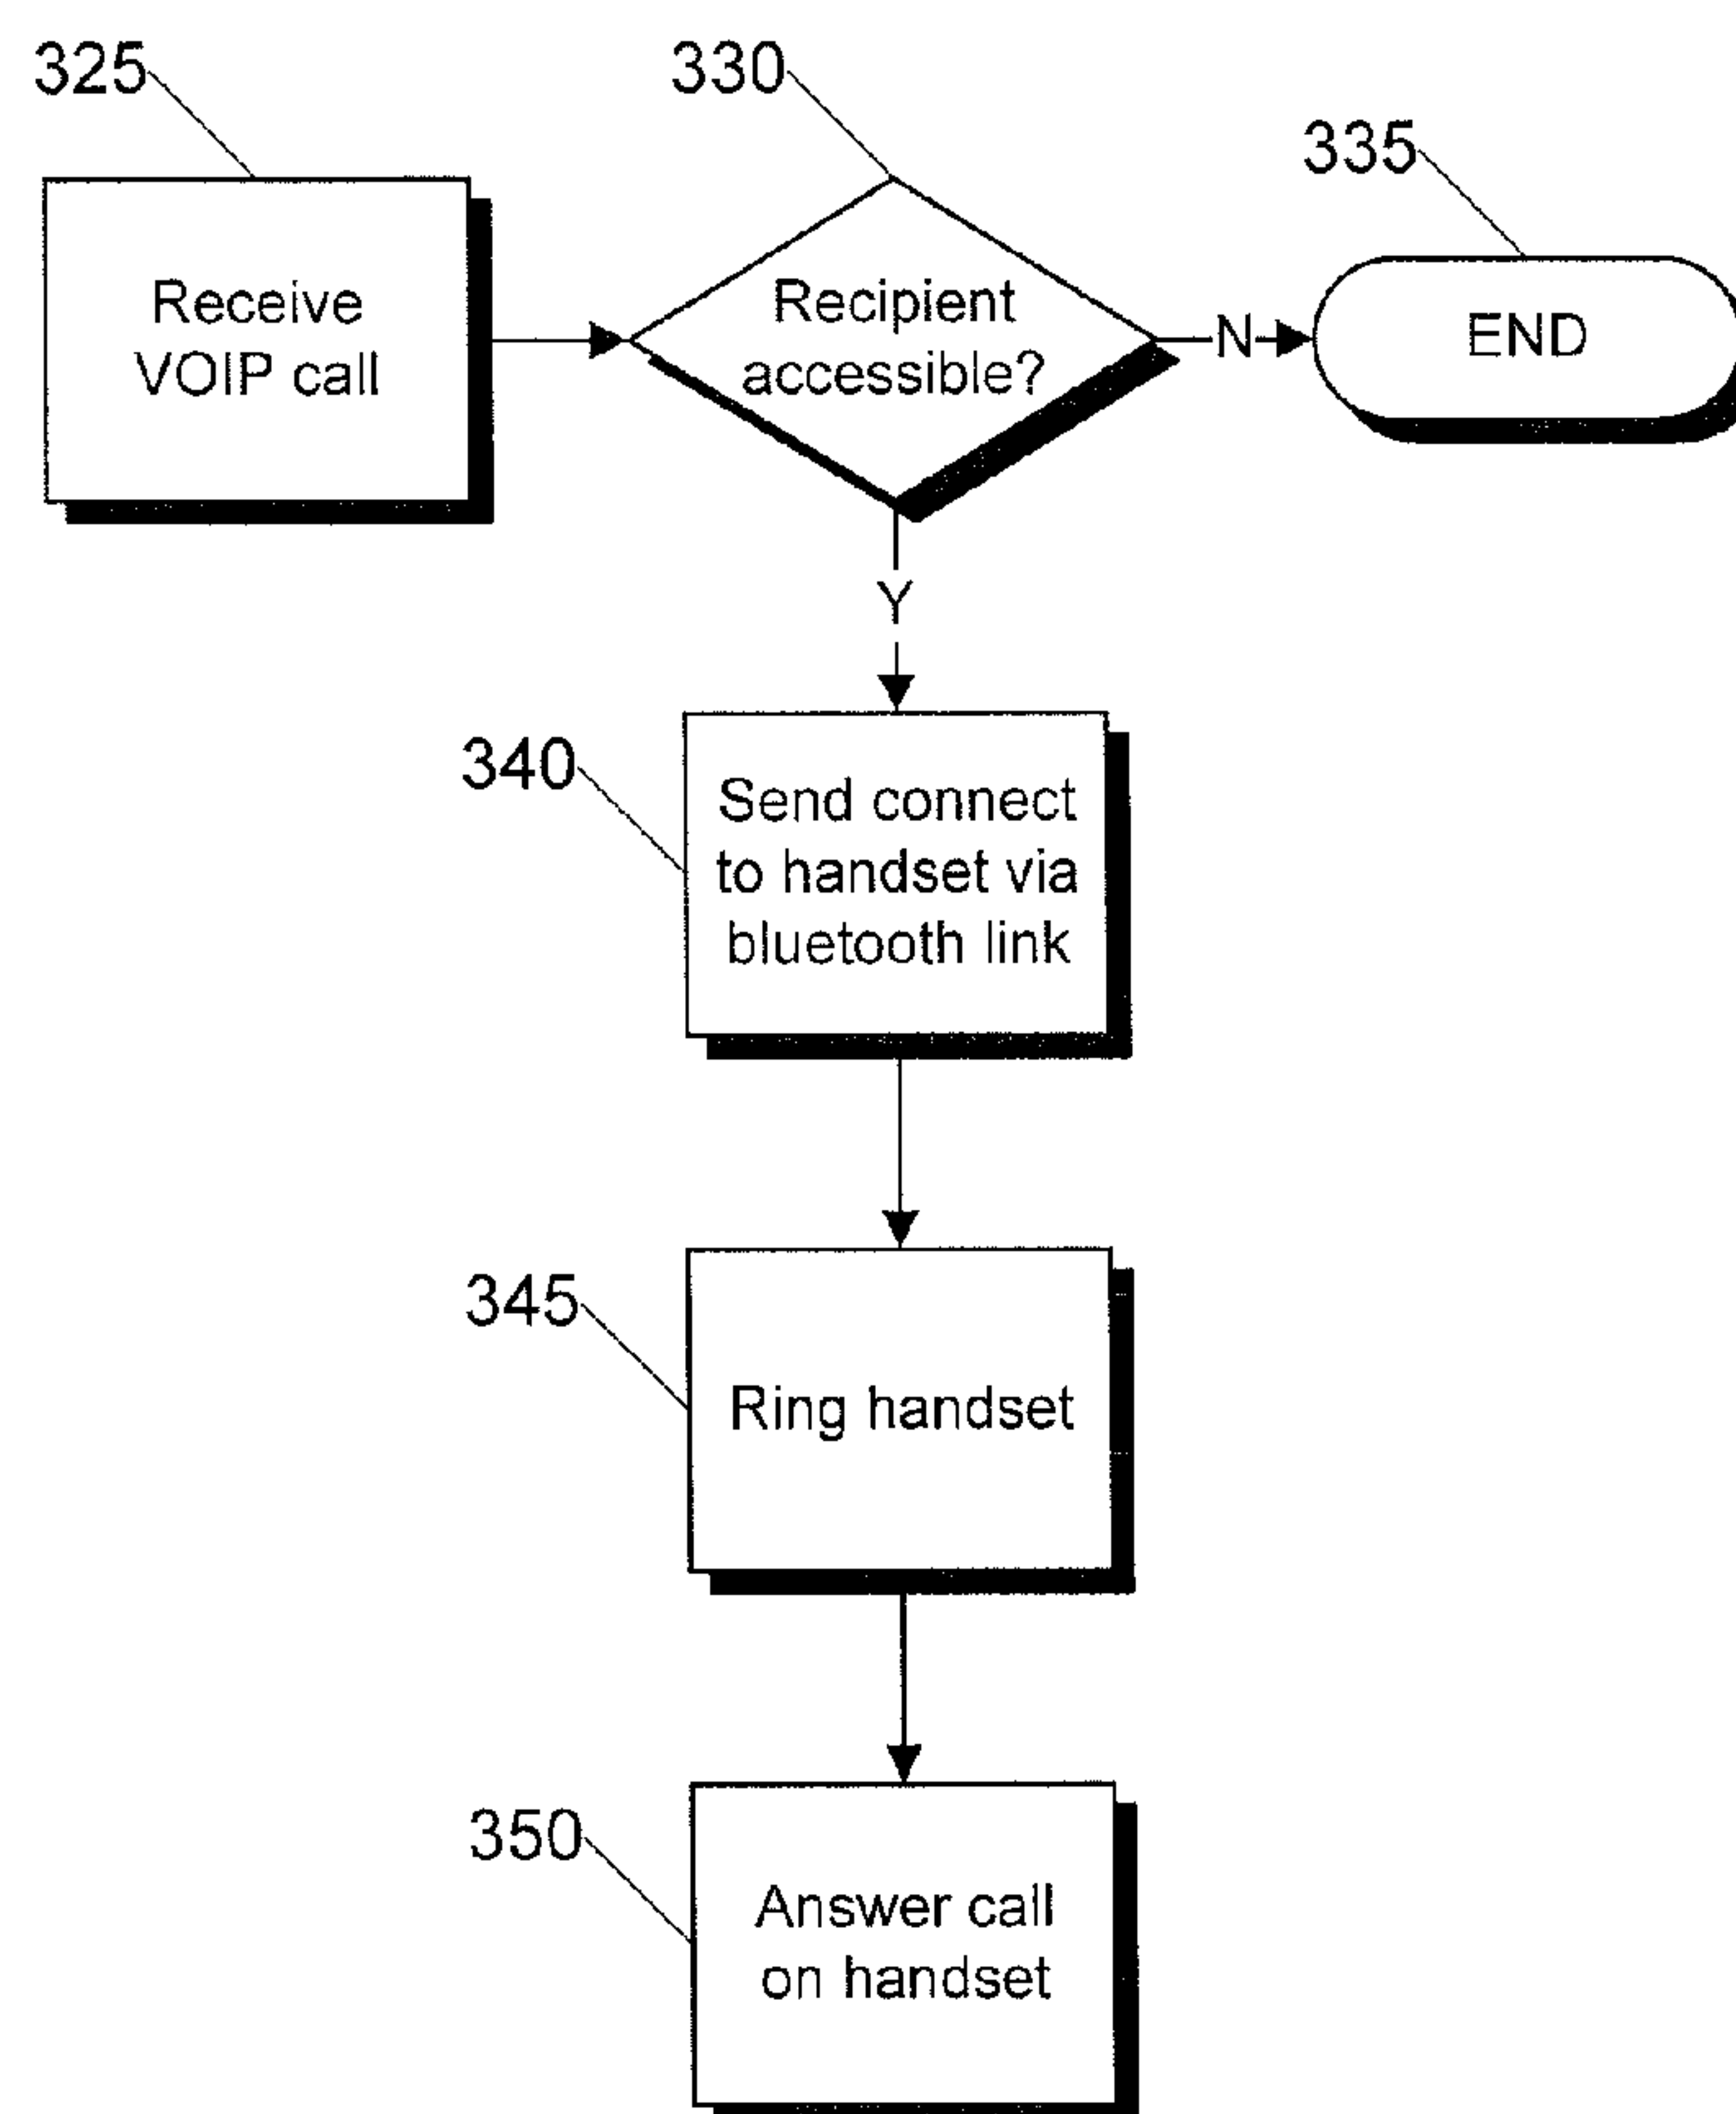 325
330
335
Receive
VOIP call
Recipient
accessible?
N
END
Y
340
Send connect
to handset via
bluetooth link
345
Ring handset
350
Answer call
on handset